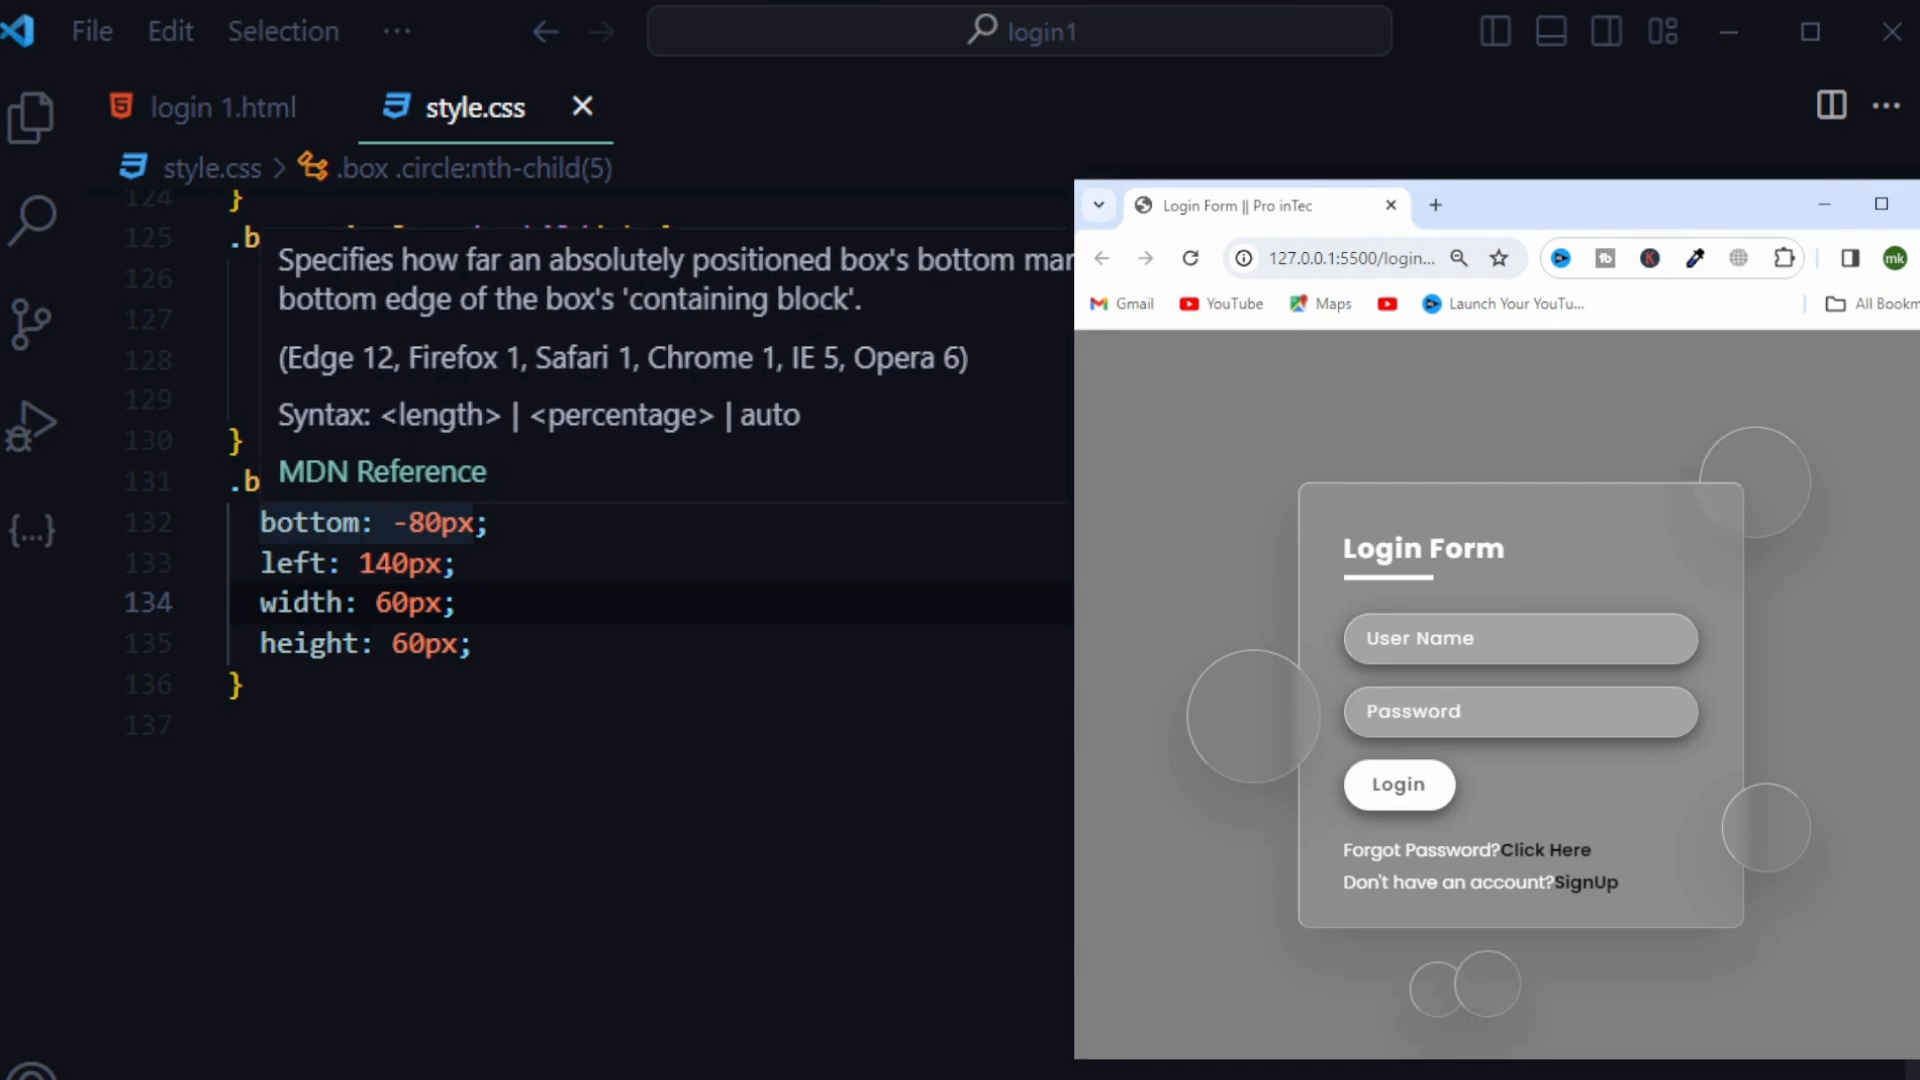 File Edit Selection ···
login1
login 1.html
style.css
style.css > .box .circle:nth-child(5)
124 }
125 .b
126
127
128
129
130 }
131 .b
Specifies how far an absolutely positioned box's bottom mar
bottom edge of the box's 'containing block'.
(Edge 12, Firefox 1, Safari 1, Chrome 1, IE 5, Opera 6)
Syntax: <length> | <percentage> | auto
MDN Reference
132 bottom: -80px;
133 left: 140px;
134 width: 60px;
135 height: 60px;
136 }
137
Login Form || Pro inTec
127.0.0.1:5500/login...
mk
Gmail YouTube Maps Launch Your YouTu... All Bookm
Login Form
User Name
Password
Login
Forgot Password?Click Here
Don't have an account?SignUp